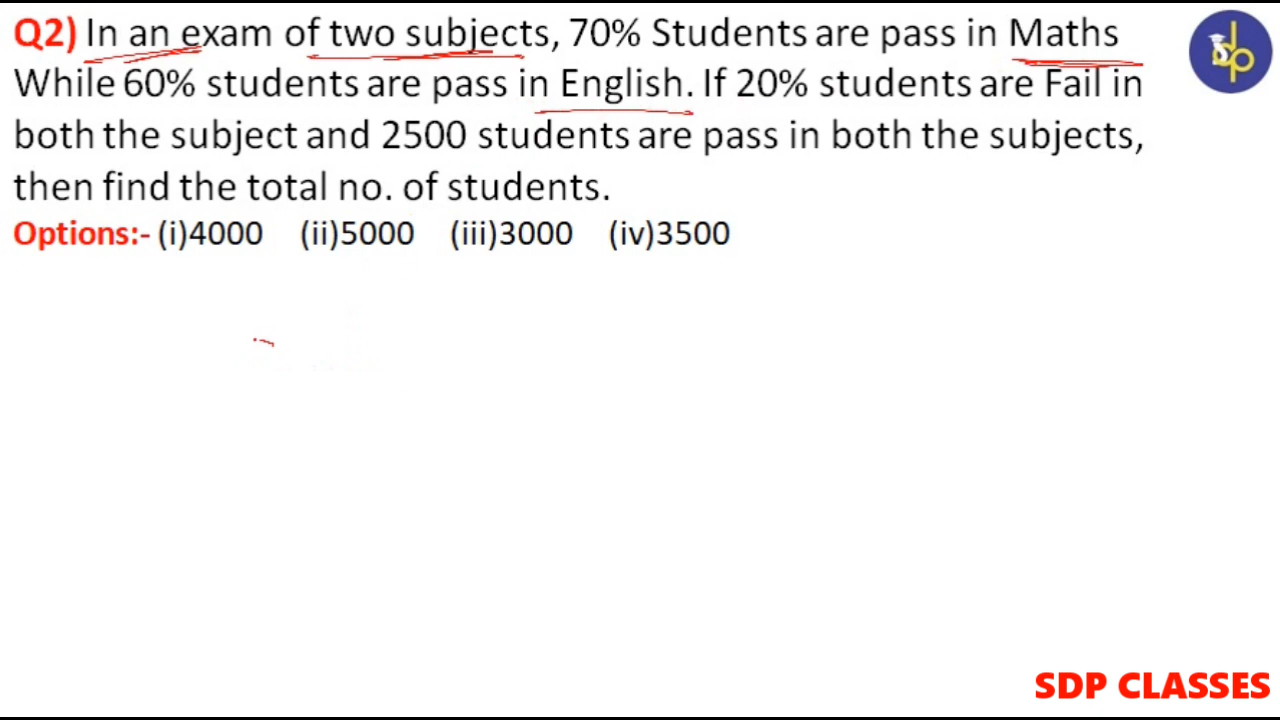 Q2) In an exam of two subjects, 70% Students are pass in Maths
While 60% students are pass in English. If 20% students are Fail in
both the subject and 2500 students are pass in both the subjects,
then find the total no. of students.
Options:- (i)4000 (ii)5000 (iii)3000 (iv)3500
SDP CLASSES